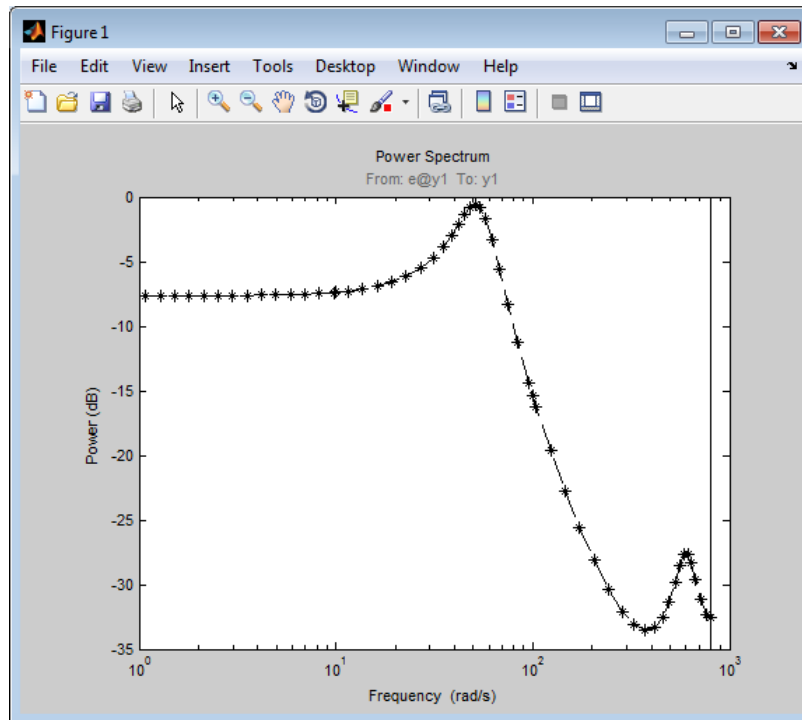 Figure 1
File Edit View Insert Tools Desktop Window Help
Power Spectrum
From: e@y1 To: y1
0
-5
-10
-15
-20
-25
-30
-35
Power (dB)
10^0 10^1 10^2 10^3
Frequency (rad/s)